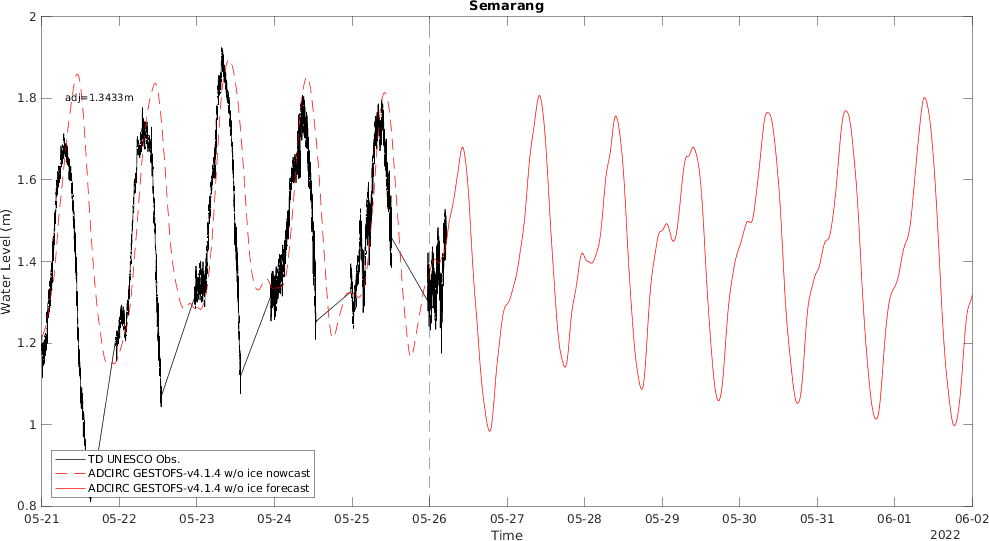 Semarang
2
1.8
1.6
1.4
1.2
1
0.8
Water Level (m)
adj=1.3433m
TD UNESCO Obs.
ADCIRC GESTOFS-v4.1.4 w/o ice nowcast
ADCIRC GESTOFS-v4.1.4 w/o ice forecast
05-21 05-22 05-23 05-24 05-25 05-26 05-27 05-28 05-29 05-30 05-31 06-01 06-02
Time
2022